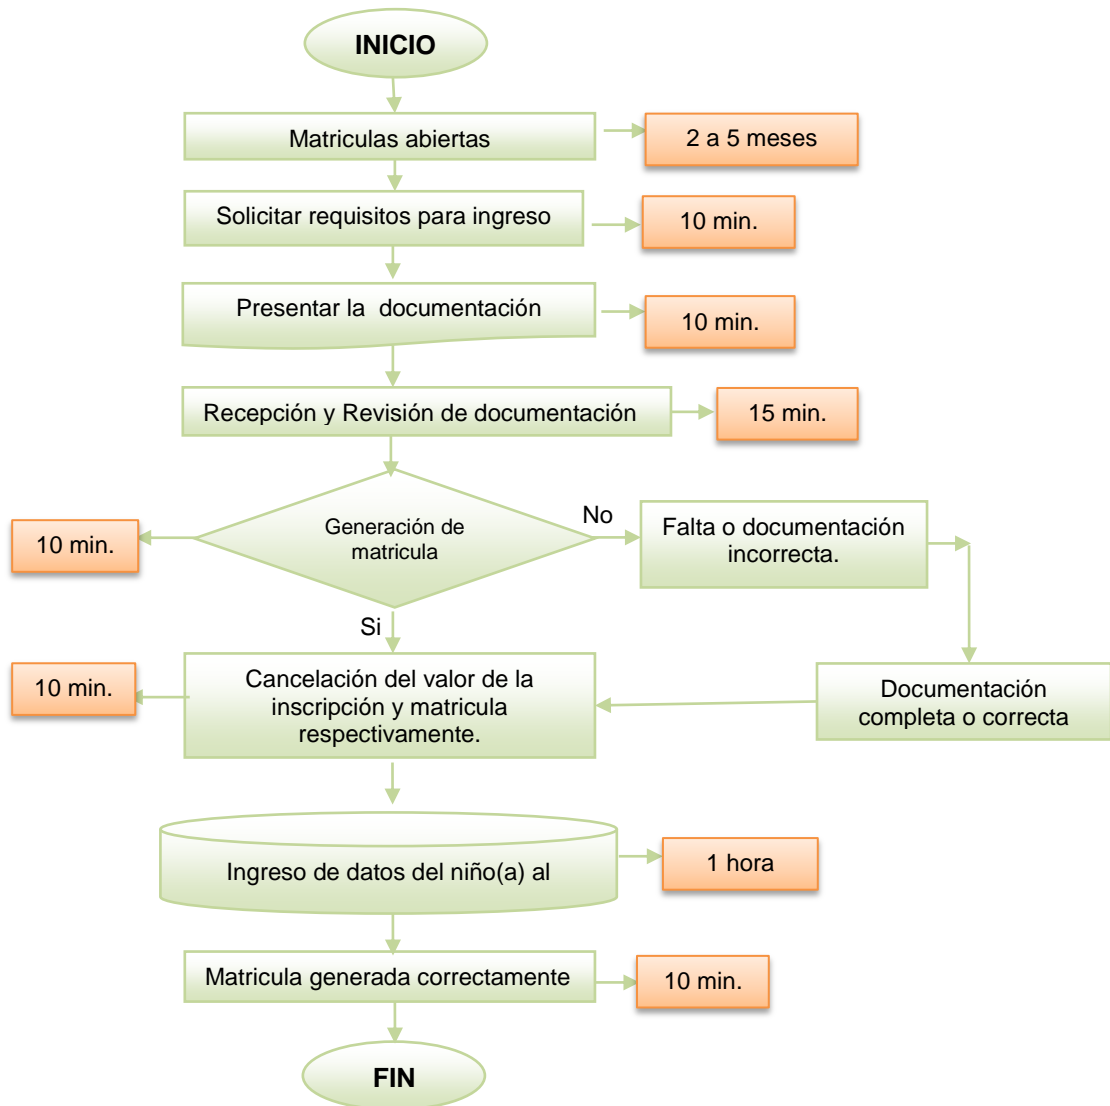 INICIO
Matriculas abiertas
2 a 5 meses
Solicitar requisitos para ingreso
10 min.
Presentar la documentación
10 min.
Recepción y Revisión de documentación
15 min.
10 min.
Generación de
matricula
No
Falta o documentación
incorrecta.
Si
10 min.
Cancelación del valor de la
inscripción y matricula
respectivamente.
Documentación
completa o correcta
Ingreso de datos del niño(a) al
1 hora
Matricula generada correctamente
10 min.
FIN